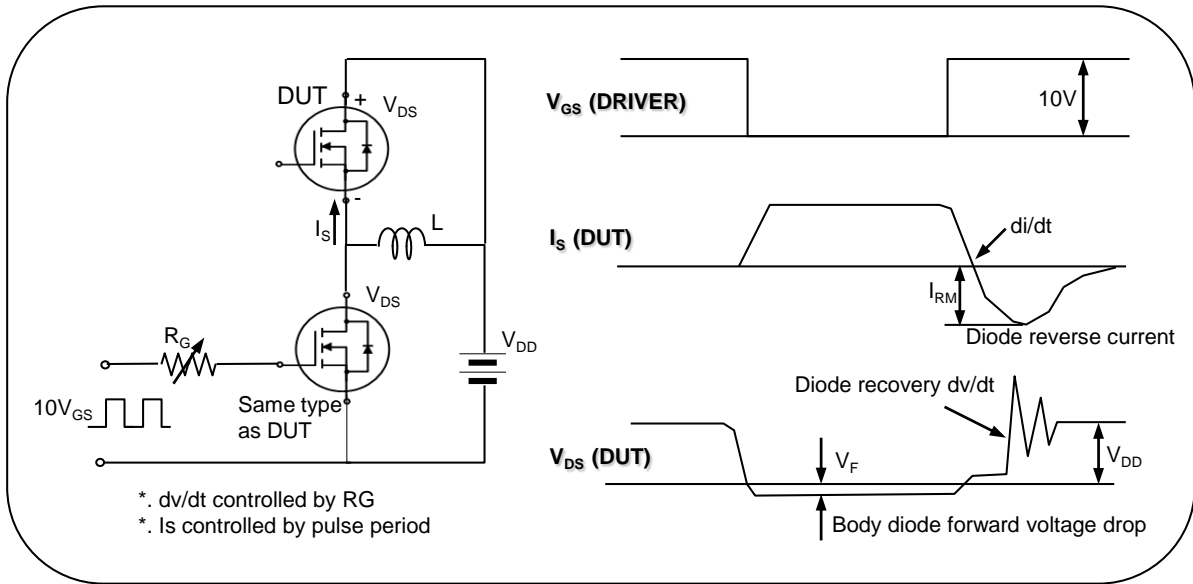 DUT
+
V_DS
-
I_S
L
V_DS
R_G
V_DD
10V_GS
Same type
as DUT
*. dv/dt controlled by RG
*. Is controlled by pulse period
V_GS (DRIVER)
10V
I_S (DUT)
di/dt
I_RM
Diode reverse current
Diode recovery dv/dt
V_DS (DUT)
V_F
V_DD
Body diode forward voltage drop